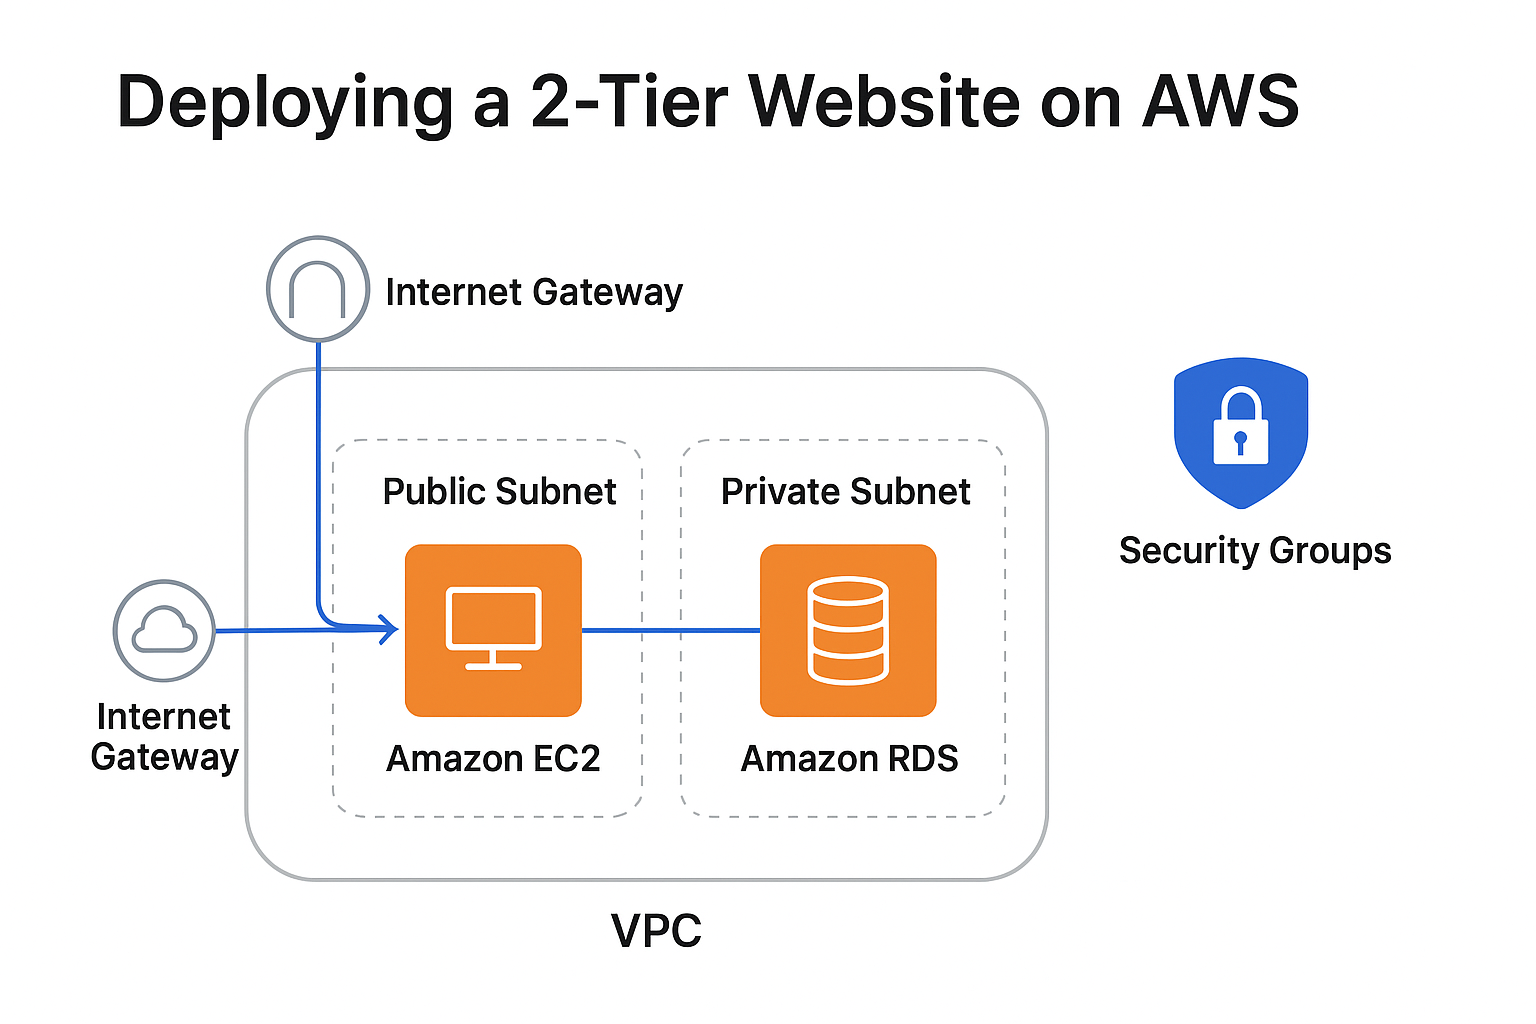 Deploying a 2-Tier Website on AWS
Internet Gateway
Public Subnet
Private Subnet
Security Groups
Internet
Gateway
Amazon EC2
Amazon RDS
VPC